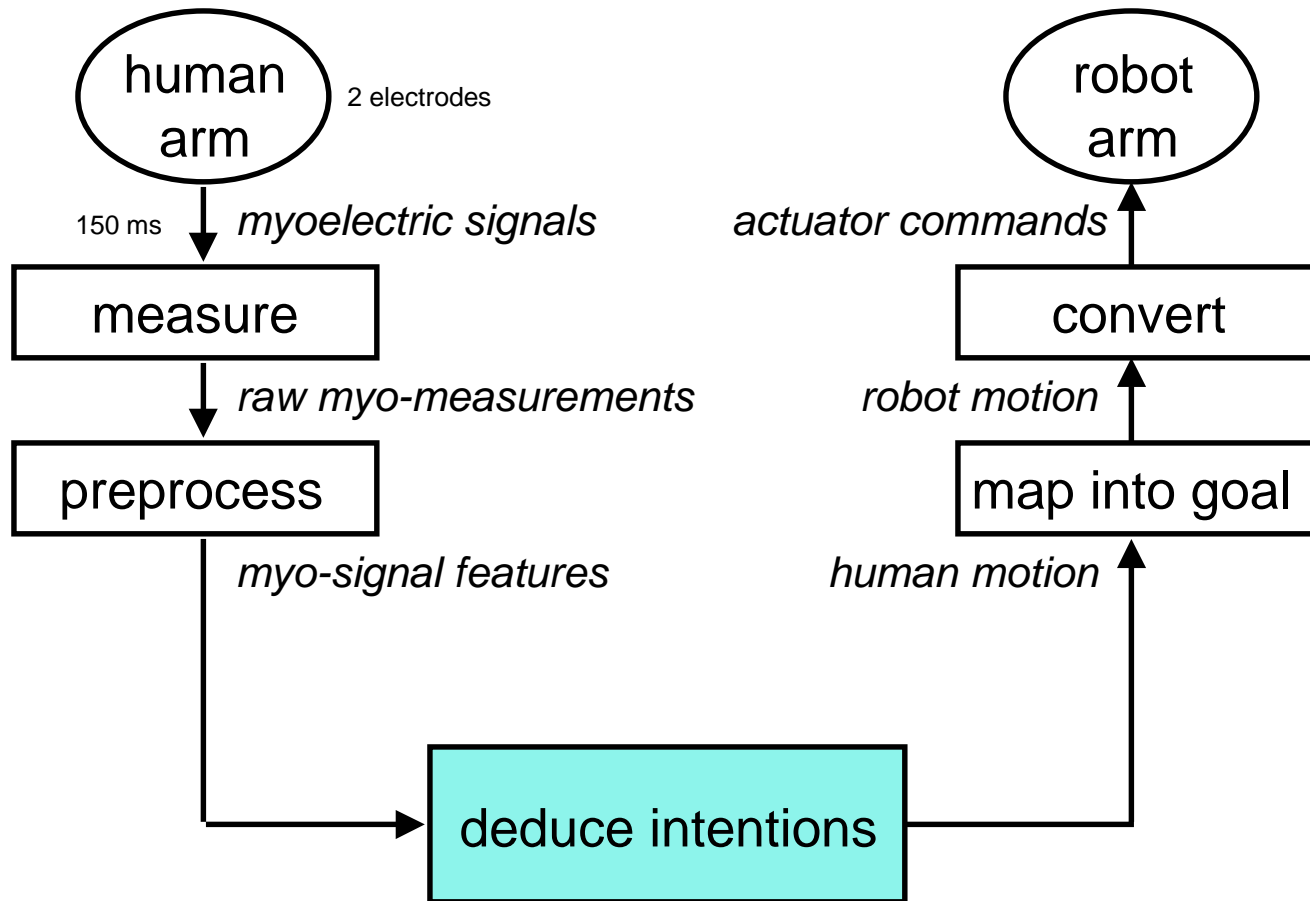 human
arm
2 electrodes
150 ms
myoelectric signals
measure
raw myo-measurements
preprocess
myo-signal features
deduce intentions
human motion
map into goal
robot motion
convert
actuator commands
robot
arm